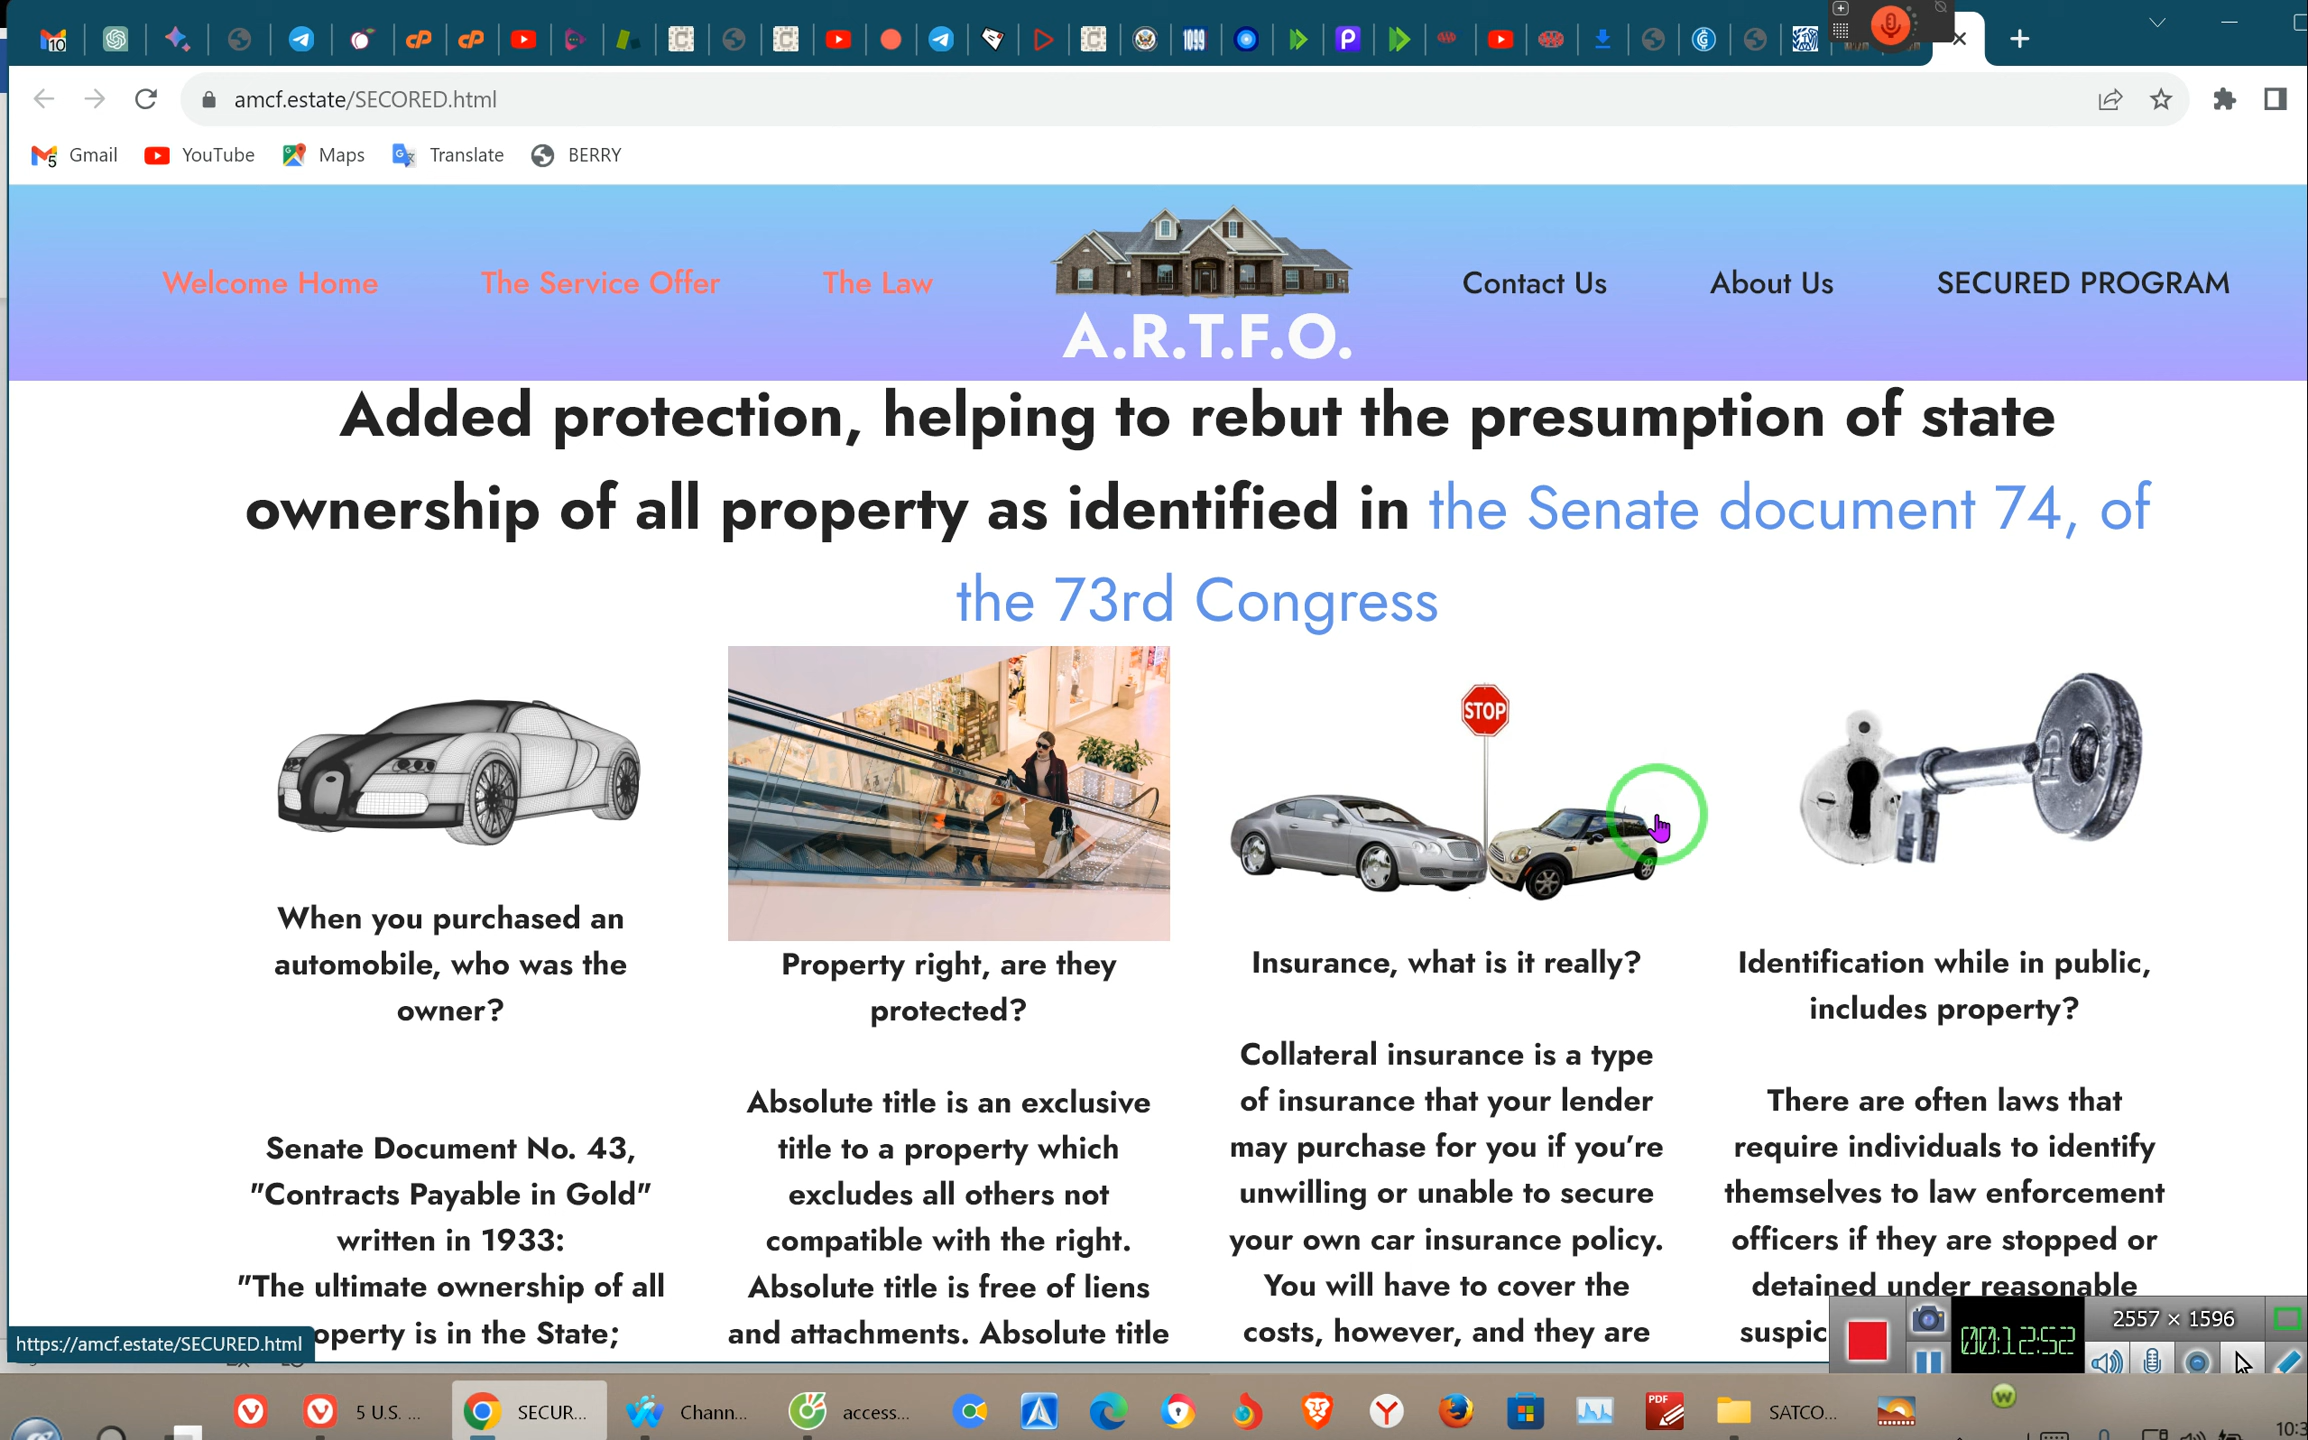 10
1099
amcf.estate/SECORED.html
Gmail YouTube Maps Translate BERRY
Welcome Home The Service Offer The Law A.R.T.F.O. Contact Us About Us SECURED PROGRAM
Added protection, helping to rebut the presumption of state
ownership of all property as identified in the Senate document 74, of
the 73rd Congress
When you purchased an
automobile, who was the
owner?
Senate Document No. 43,
"Contracts Payable in Gold"
written in 1933:
"The ultimate ownership of all
operty is in the State;
Property right, are they
protected?
Absolute title is an exclusive
title to a property which
excludes all others not
compatible with the right.
Absolute title is free of liens
and attachments. Absolute title
STOP
Insurance, what is it really?
Collateral insurance is a type
of insurance that your lender
may purchase for you if you're
unwilling or unable to secure
your own car insurance policy.
You will have to cover the
costs, however, and they are
Identification while in public,
includes property?
There are often laws that
require individuals to identify
themselves to law enforcement
officers if they are stopped or
detained under reasonable
suspic
https://amcf.estate/SECURED.html
2557 × 1596
00:12:52
5 U.S. ... SECUR... Chann... access... PDF SATCO...
10:3